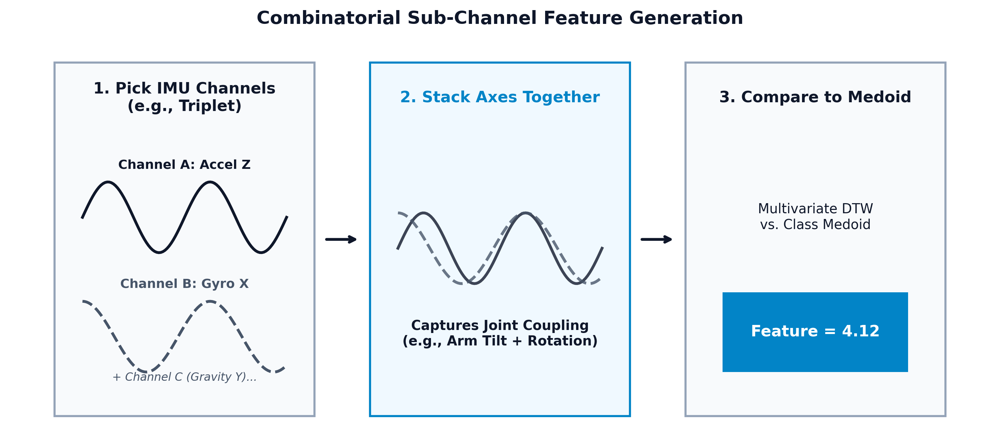 Combinatorial Sub-Channel Feature Generation
1. Pick IMU Channels
(e.g., Triplet)
Channel A: Accel Z
Channel B: Gyro X
+ Channel C (Gravity Y)...
2. Stack Axes Together
Captures Joint Coupling
(e.g., Arm Tilt + Rotation)
3. Compare to Medoid
Multivariate DTW
vs. Class Medoid
Feature = 4.12